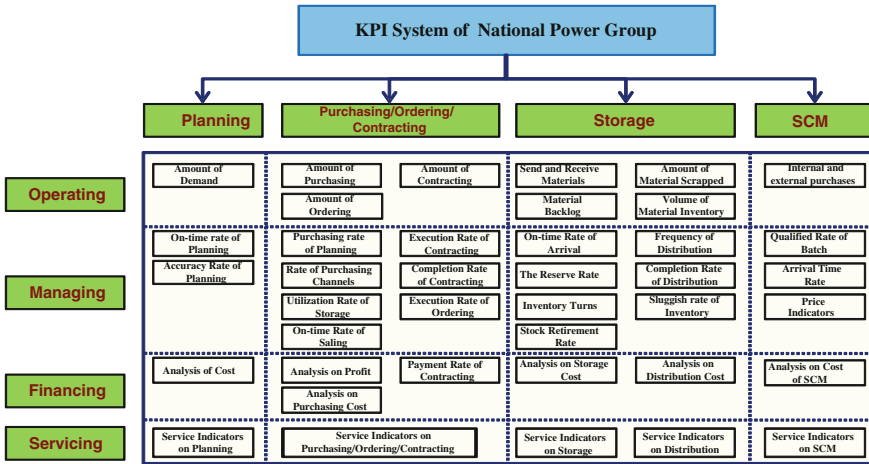 KPI System of National Power Group
Planning
Purchasing/Ordering/
Contracting
Storage
SCM
Operating
Amount of
Demand
Amount of
Purchasing
Amount of
Contracting
Amount of
Ordering
Send and Receive
Materials
Amount of
Material Scrapped
Material
Backlog
Volume of
Material Inventory
Internal and
external purchases
Managing
On-time rate of
Planning
Accuracy Rate of
Planning
Purchasing rate
of Planning
Execution Rate of
Contracting
Rate of Purchasing
Channels
Completion Rate
of Contracting
Utilization Rate of
Storage
Execution Rate of
Ordering
On-time Rate of
Saling
On-Time Rate of
Arrival
Frequency of
Distribution
The Reserve Rate
Completion Rate
of Distribution
Inventory Turns
Sluggish rate of
Inventory
Stock Retirement
Rate
Qualified Rate of
Batch
Arrival Time
Rate
Price
Indicators
Financing
Analysis of Cost
Analysis on Profit
Payment Rate of
Contracting
Analysis on
Purchasing Cost
Analysis on Storage
Cost
Analysis on
Distribution Cost
Analysis on Cost
of SCM
Servicing
Service Indicators
on Planning
Service Indicators on
Purchasing/Ordering/Contracting
Service Indicators
on Storage
Service Indicators
on Distribution
Service Indicators
on SCM